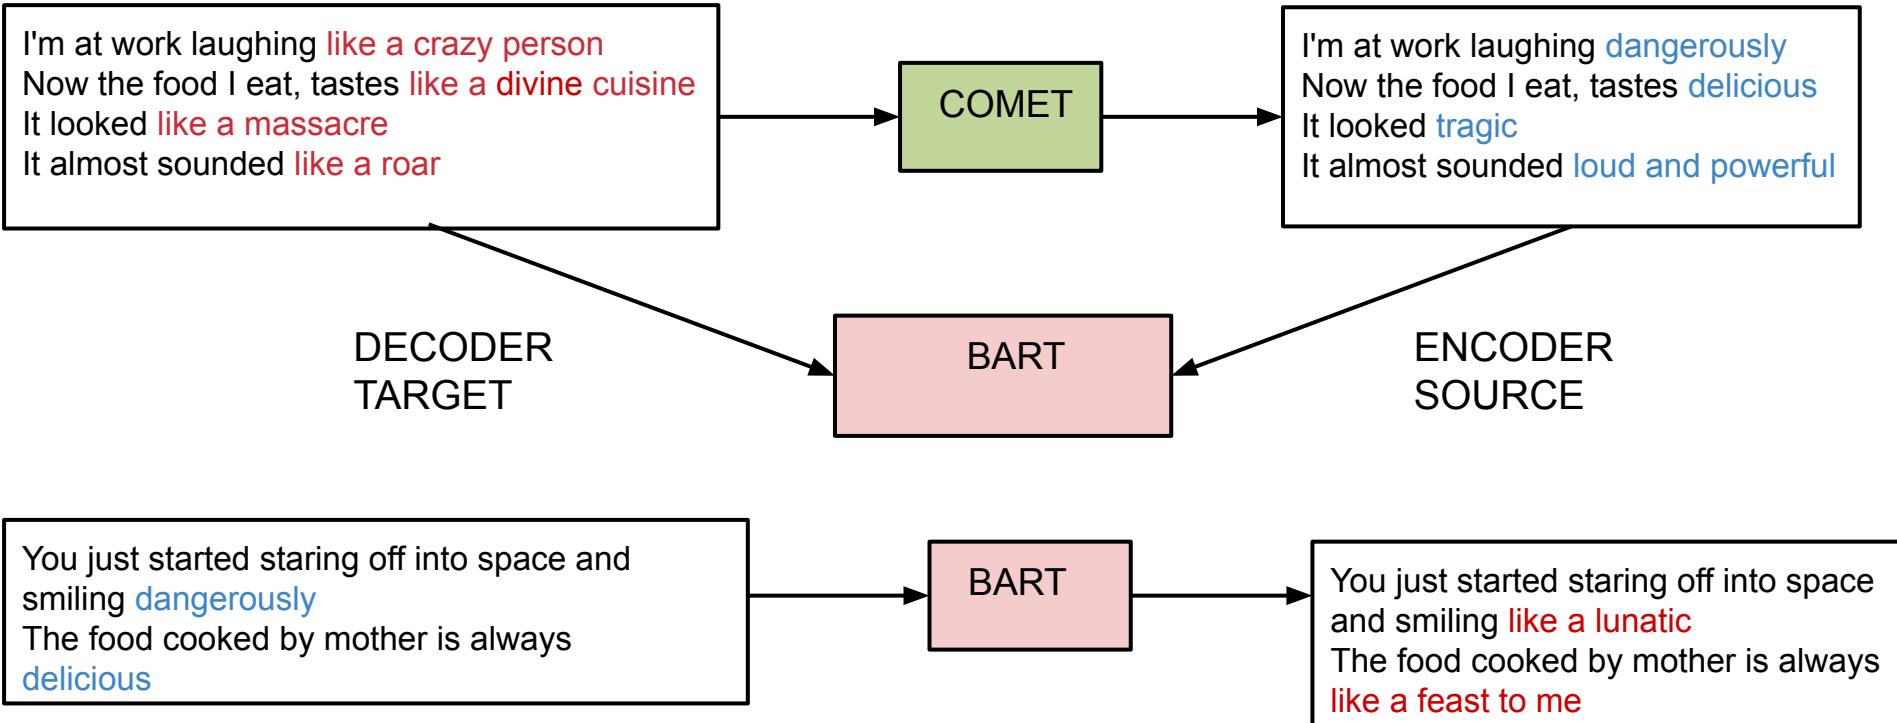 I'm at work laughing like a crazy person
Now the food I eat, tastes like a divine cuisine
It looked like a massacre
It almost sounded like a roar
COMET
I'm at work laughing dangerously
Now the food I eat, tastes delicious
It looked tragic
It almost sounded loud and powerful
DECODER
TARGET
BART
ENCODER
SOURCE
You just started staring off into space and
smiling dangerously
The food cooked by mother is always
delicious
BART
You just started staring off into space
and smiling like a lunatic
The food cooked by mother is always
like a feast to me